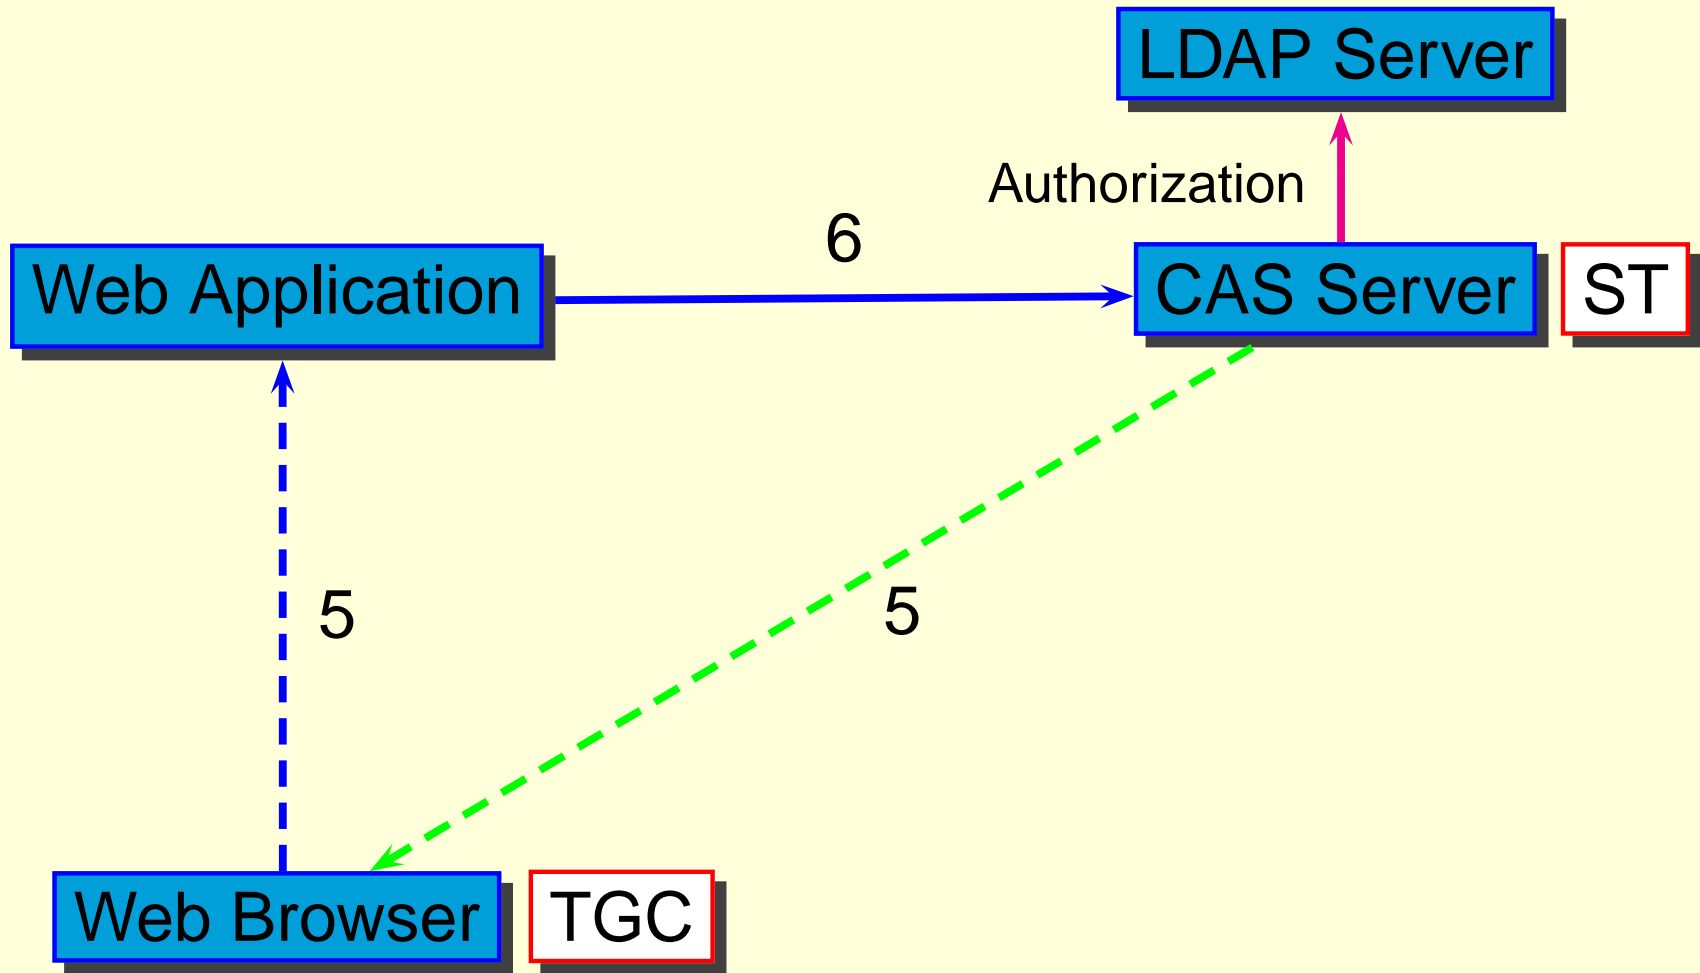 LDAP Server
Authorization
6
Web Application
CAS Server
ST
5
5
Web Browser
TGC